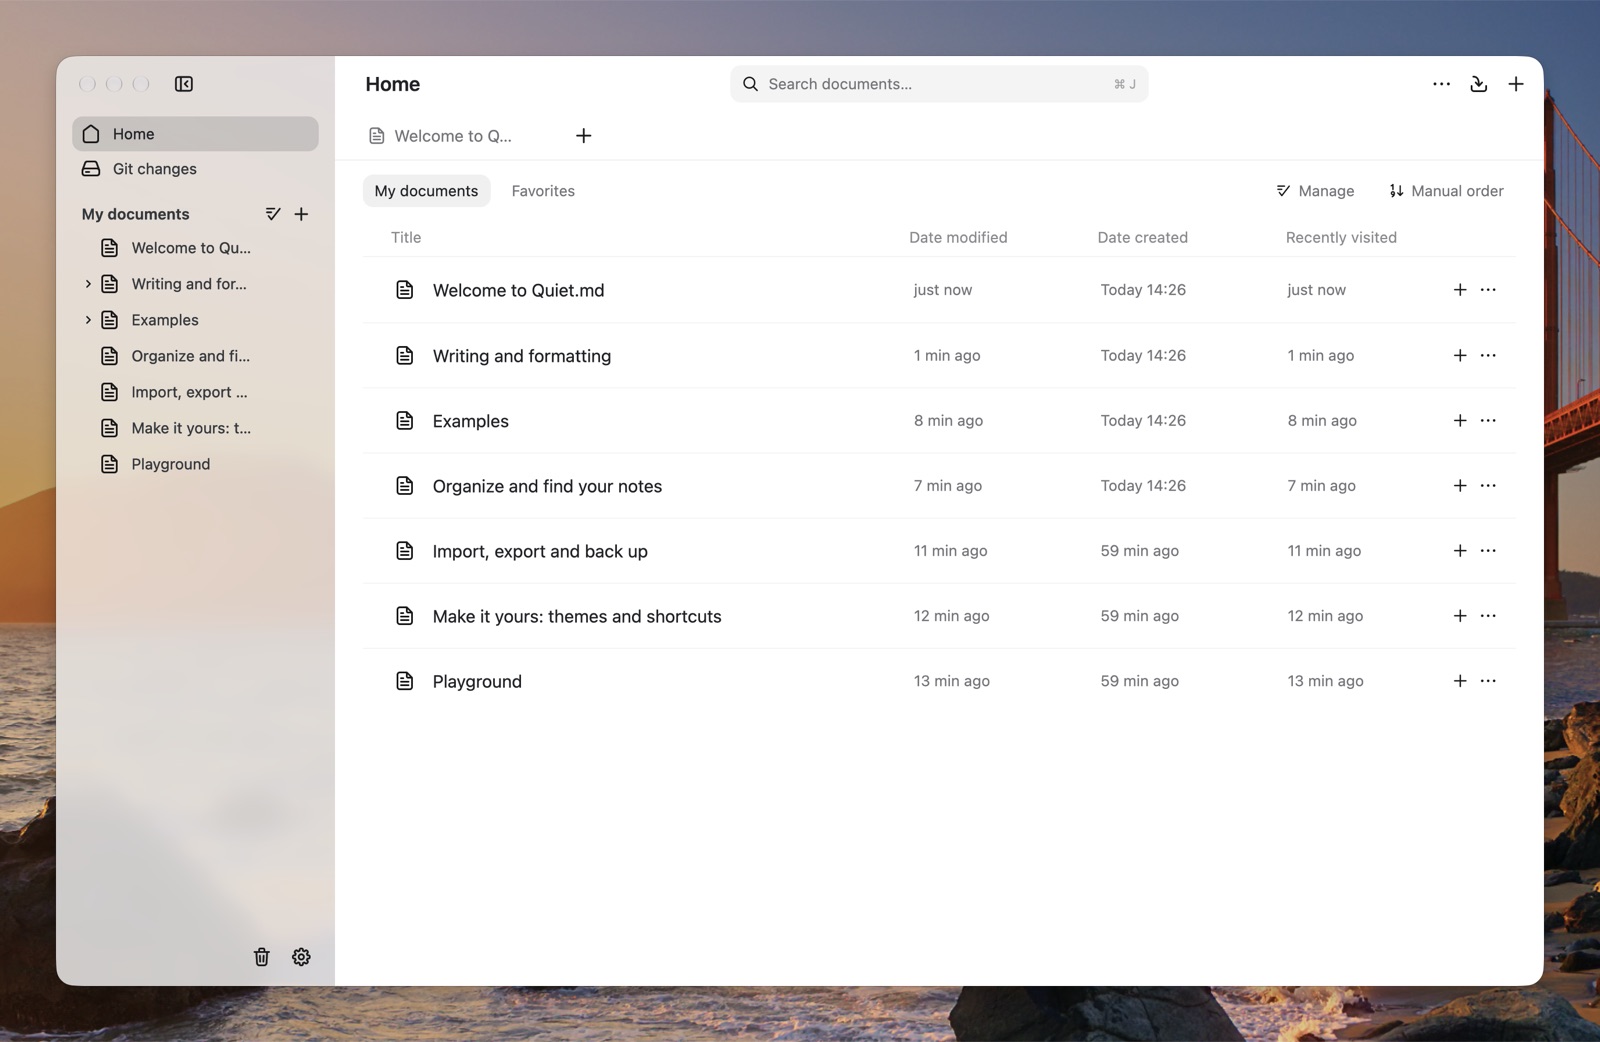 Home
Search documents...
⌘ J
Home
Git changes
My documents
Welcome to Qu...
Writing and for...
Examples
Organize and fi...
Import, export ...
Make it yours: t...
Playground
Welcome to Q...
My documents
Favorites
Manage
Manual order
Title Date modified Date created Recently visited
Welcome to Quiet.md just now Today 14:26 just now
Writing and formatting 1 min ago Today 14:26 1 min ago
Examples 8 min ago Today 14:26 8 min ago
Organize and find your notes 7 min ago Today 14:26 7 min ago
Import, export and back up 11 min ago 59 min ago 11 min ago
Make it yours: themes and shortcuts 12 min ago 59 min ago 12 min ago
Playground 13 min ago 59 min ago 13 min ago